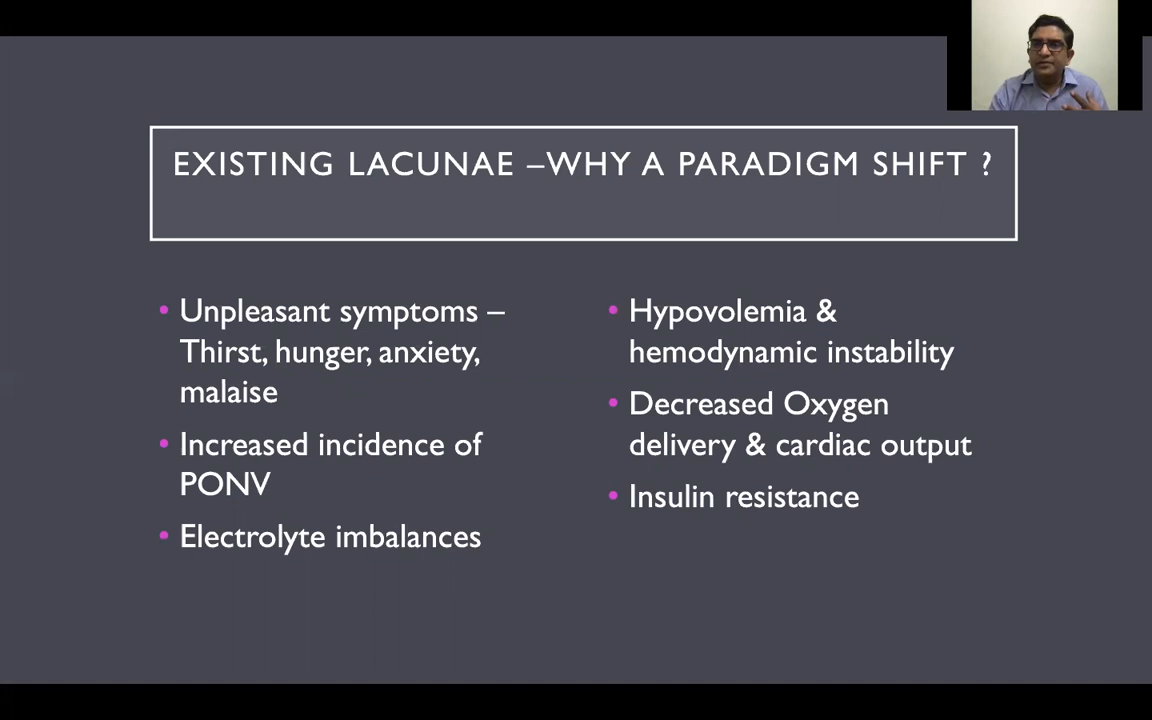 EXISTING LACUNAE –WHY A PARADIGM SHIFT ?
• Unpleasant symptoms –
Thirst, hunger, anxiety,
malaise
• Increased incidence of
PONV
• Electrolyte imbalances
• Hypovolemia &
hemodynamic instability
• Decreased Oxygen
delivery & cardiac output
• Insulin resistance